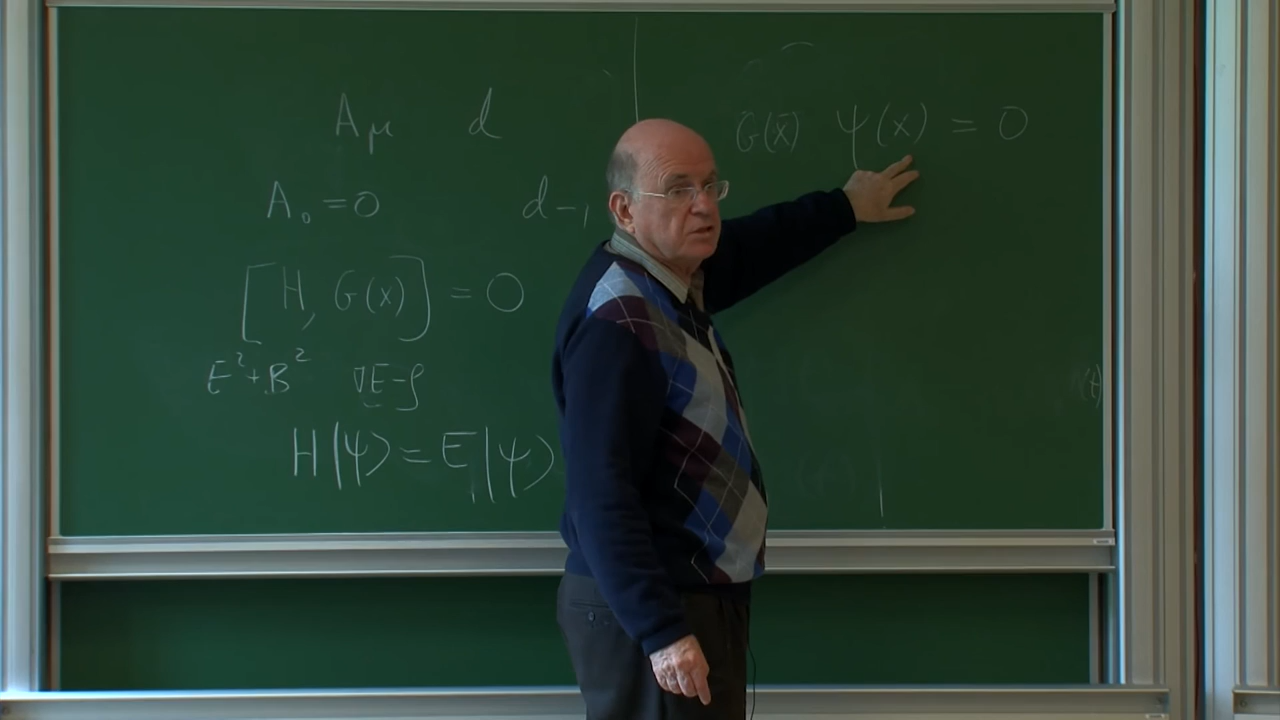 A_μ d
A_0 = 0 d-1
[H, G(x)] = 0
E² + B² ∇E - ρ
H|ψ⟩ = E|ψ⟩
G(x̄) ψ(x) = 0
(t)